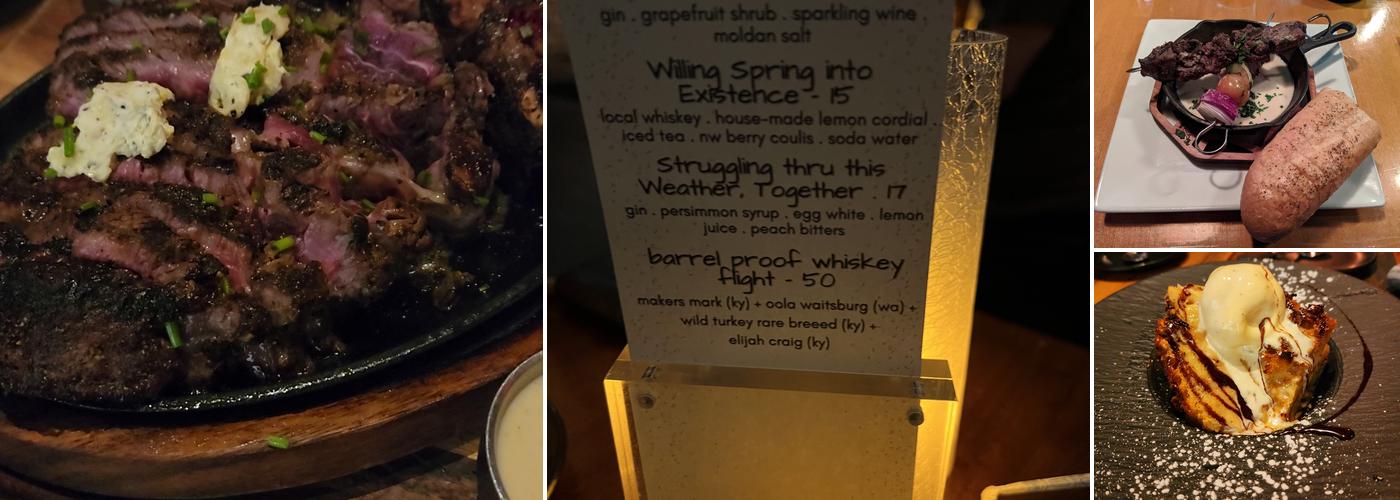 gin . grapefruit shrub . sparkling wine .
moldan salt
Willing Spring into
Existence - 15
local whiskey . house-made lemon cordial .
iced tea . nw berry coulis . soda water
Struggling thru this
Weather, Together . 17
gin . persimmon syrup . egg white . lemon
juice . peach bitters
barrel proof whiskey
flight - 50
makers mark (ky) + oola waitsburg (wa) +
wild turkey rare breeed (ky) +
elijah craig (ky)